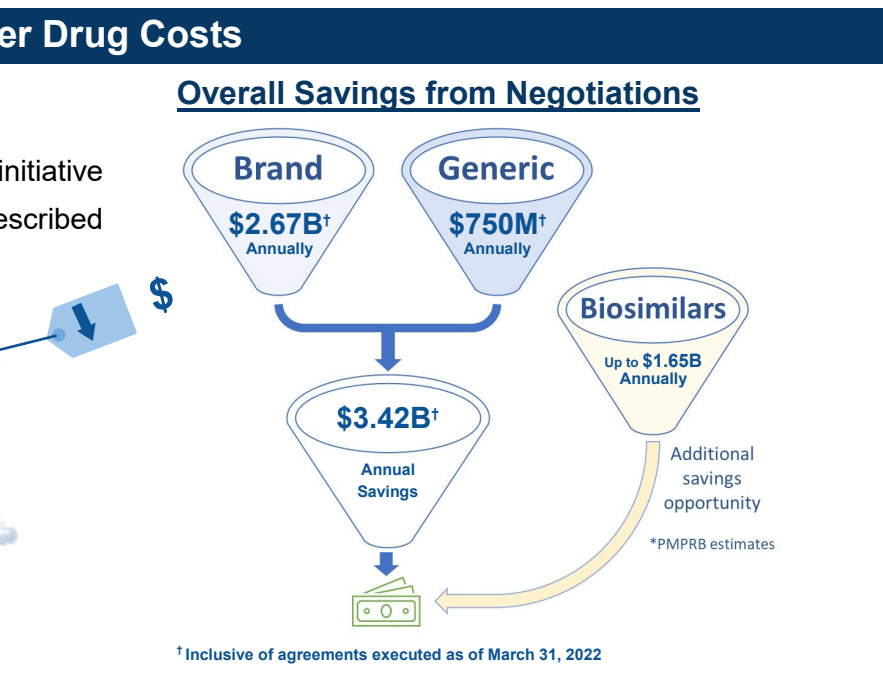 er Drug Costs
Overall Savings from Negotiations
initiative
escribed
$
Brand
$2.67B†
Annually
Generic
$750M†
Annually
Biosimilars
Up to $1.65B
Annually
$3.42B†
Annual
Savings
Additional
savings
opportunity
*PMPRB estimates
† Inclusive of agreements executed as of March 31, 2022